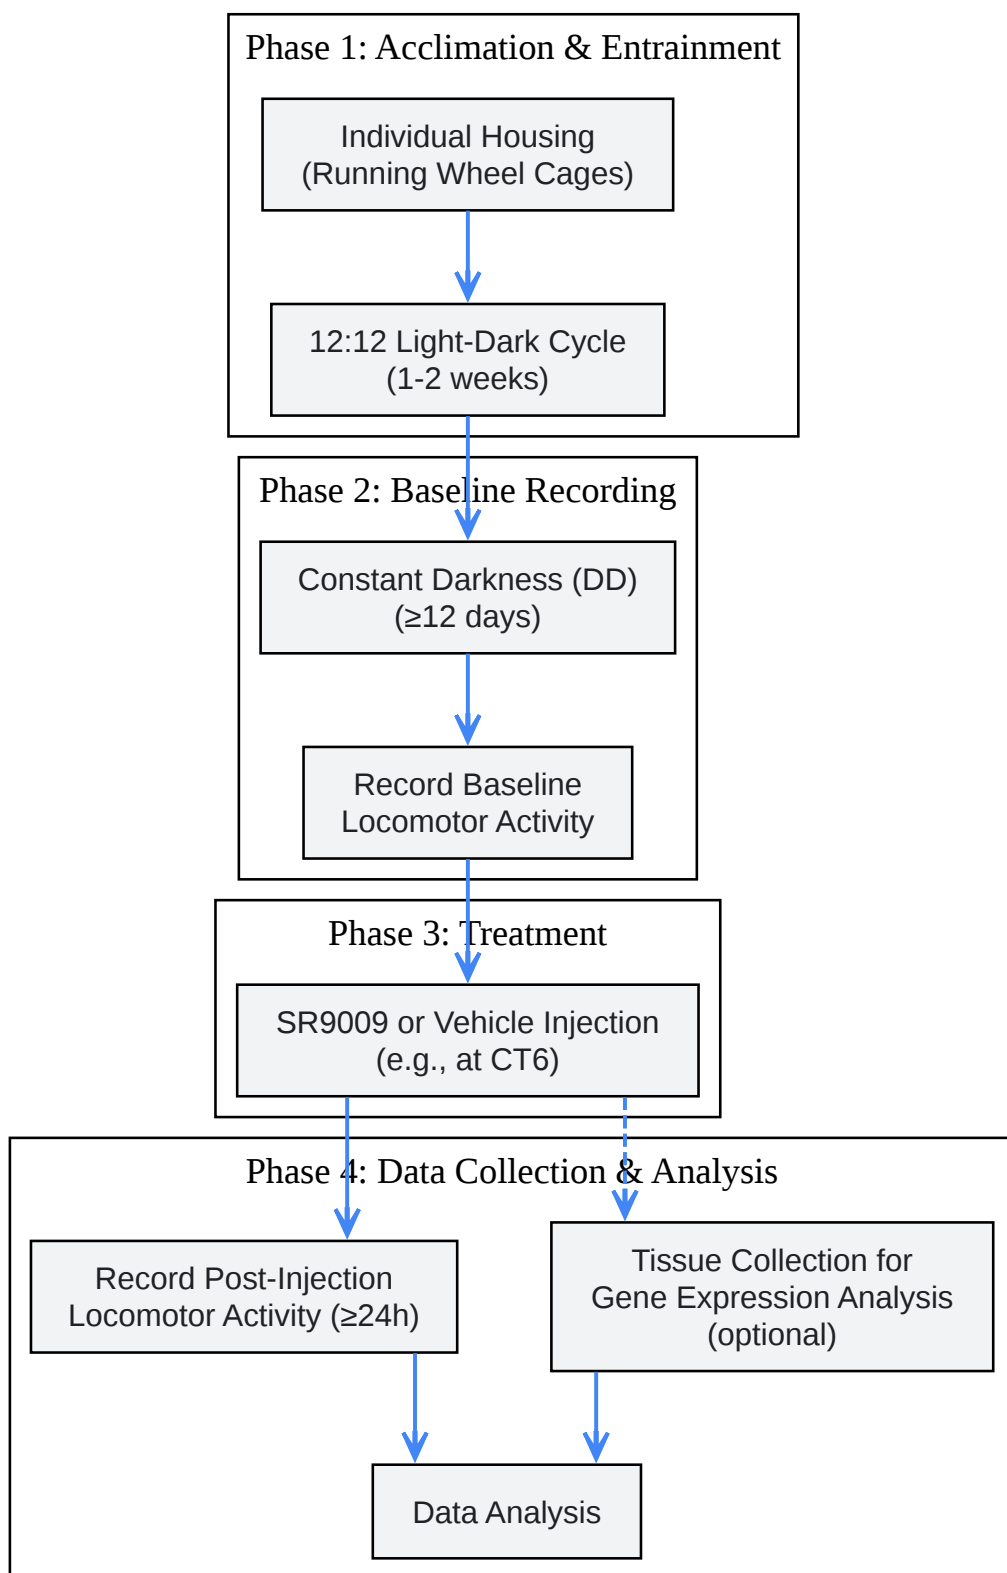 Phase 1: Acclimation & Entrainment
Individual Housing
(Running Wheel Cages)
12:12 Light-Dark Cycle
(1-2 weeks)
Phase 2: Baseline Recording
Constant Darkness (DD)
(≥12 days)
Record Baseline
Locomotor Activity
Phase 3: Treatment
SR9009 or Vehicle Injection
(e.g., at CT6)
Phase 4: Data Collection & Analysis
Record Post-Injection
Locomotor Activity (≥24h)
Tissue Collection for
Gene Expression Analysis
(optional)
Data Analysis